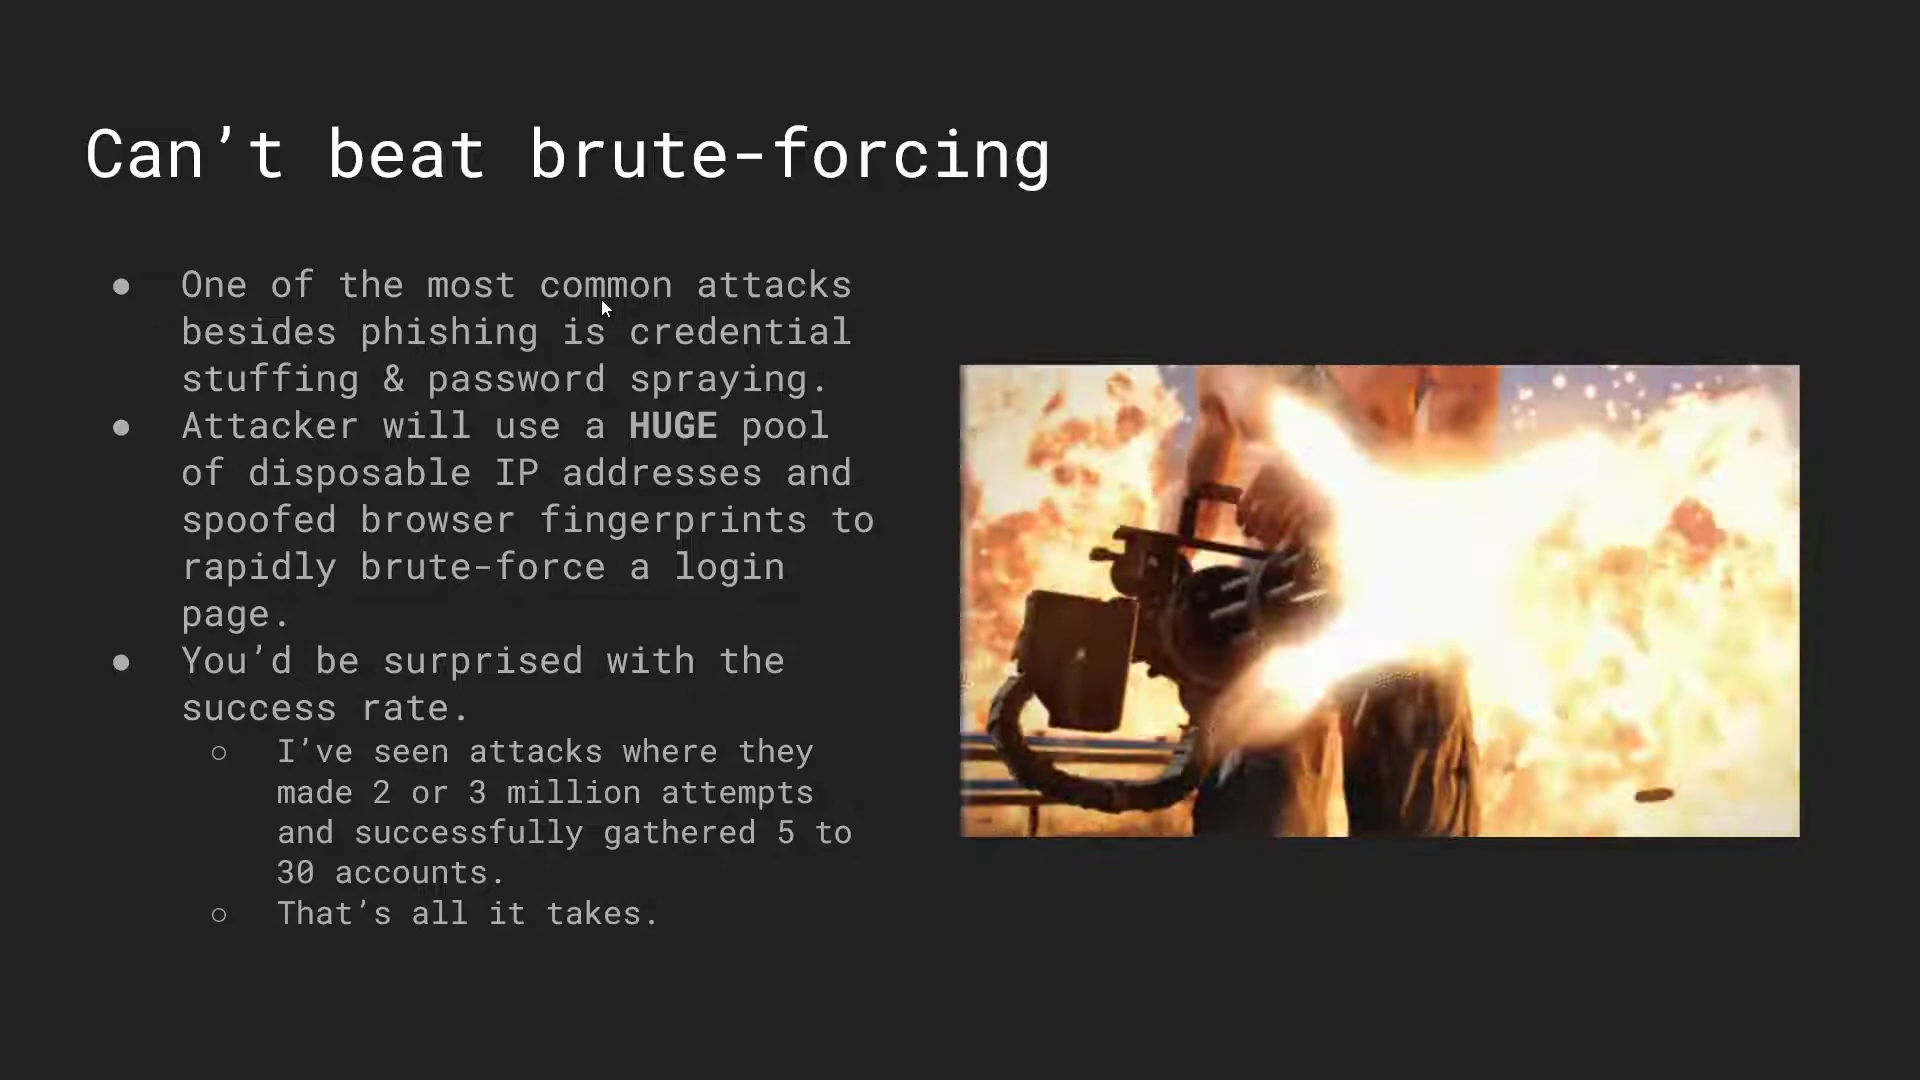 Can’t beat brute-forcing
● One of the most common attacks
besides phishing is credential
stuffing & password spraying.
● Attacker will use a HUGE pool
of disposable IP addresses and
spoofed browser fingerprints to
rapidly brute-force a login
page.
● You’d be surprised with the
success rate.
○ I’ve seen attacks where they
made 2 or 3 million attempts
and successfully gathered 5 to
30 accounts.
○ That’s all it takes.